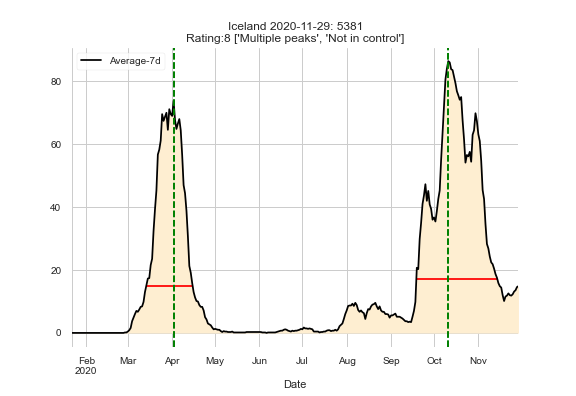 Iceland 2020-11-29: 5381
Rating:8 ['Multiple peaks', 'Not in control']
Average-7d
80
60
40
20
0
Feb Mar Apr May Jun Jul Aug Sep Oct Nov
2020
Date